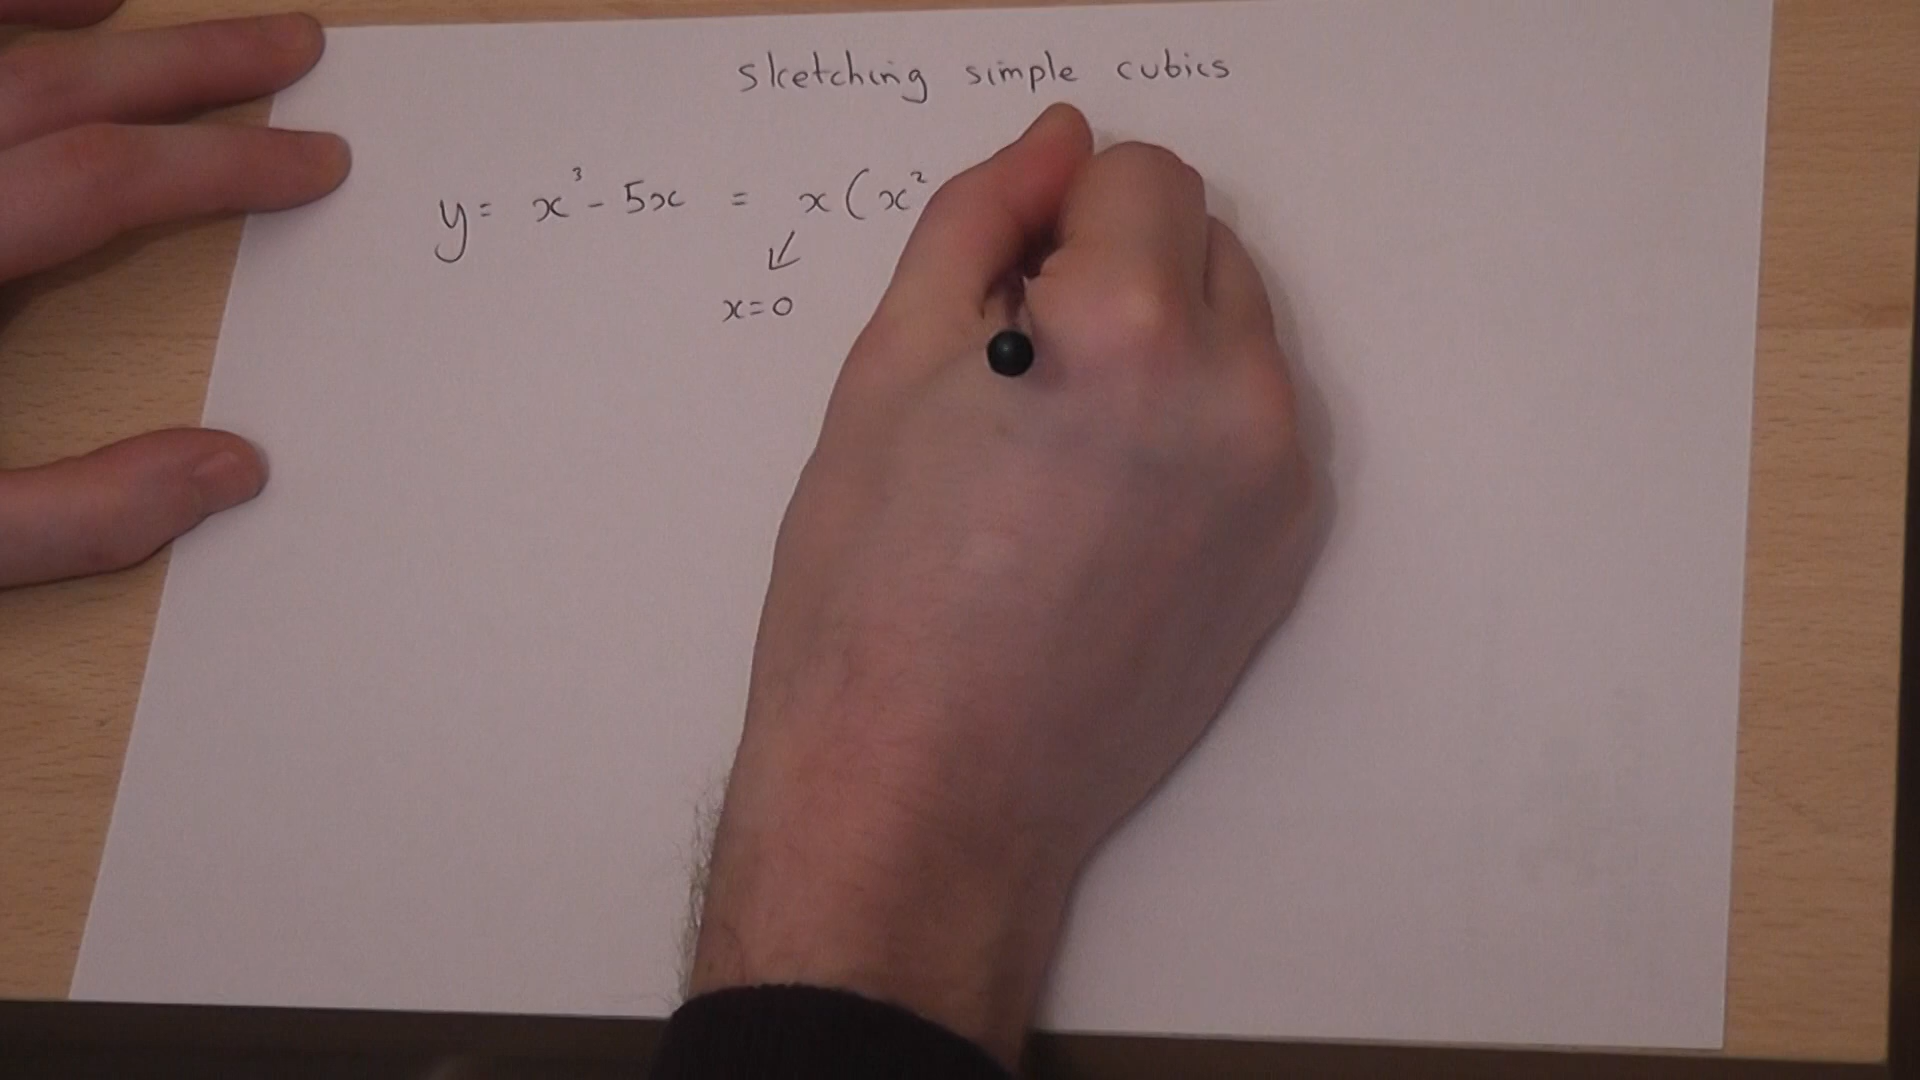 Sketching simple cubics
y = x³ - 5x = x(x²
↙
x=0